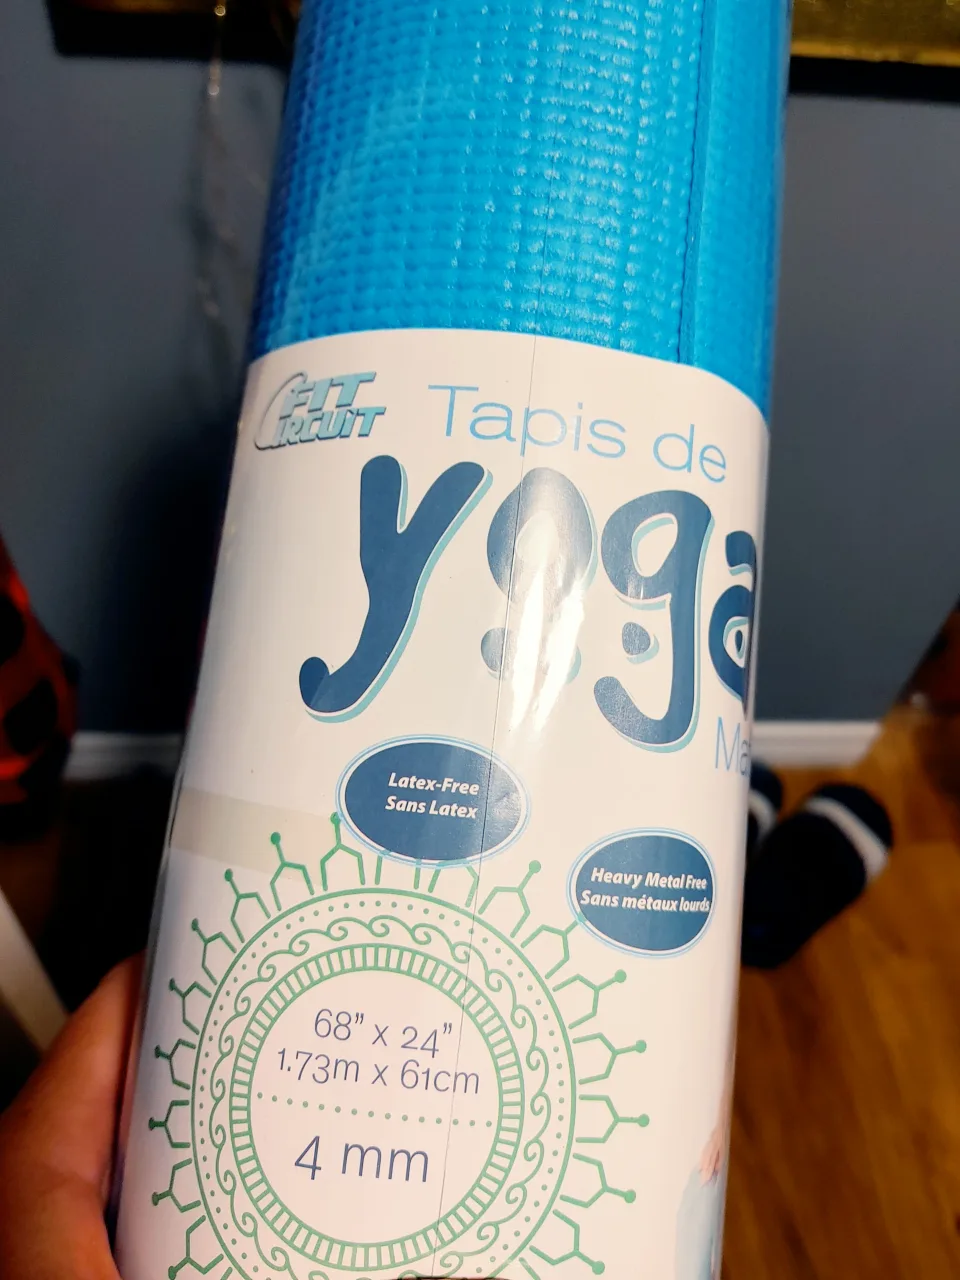 FIT
CIRCUIT
Tapis de
yoga
Latex-Free
Sans Latex
Heavy Metal Free
Sans métaux lourds
68” x 24”
1.73m x 61cm
4 mm